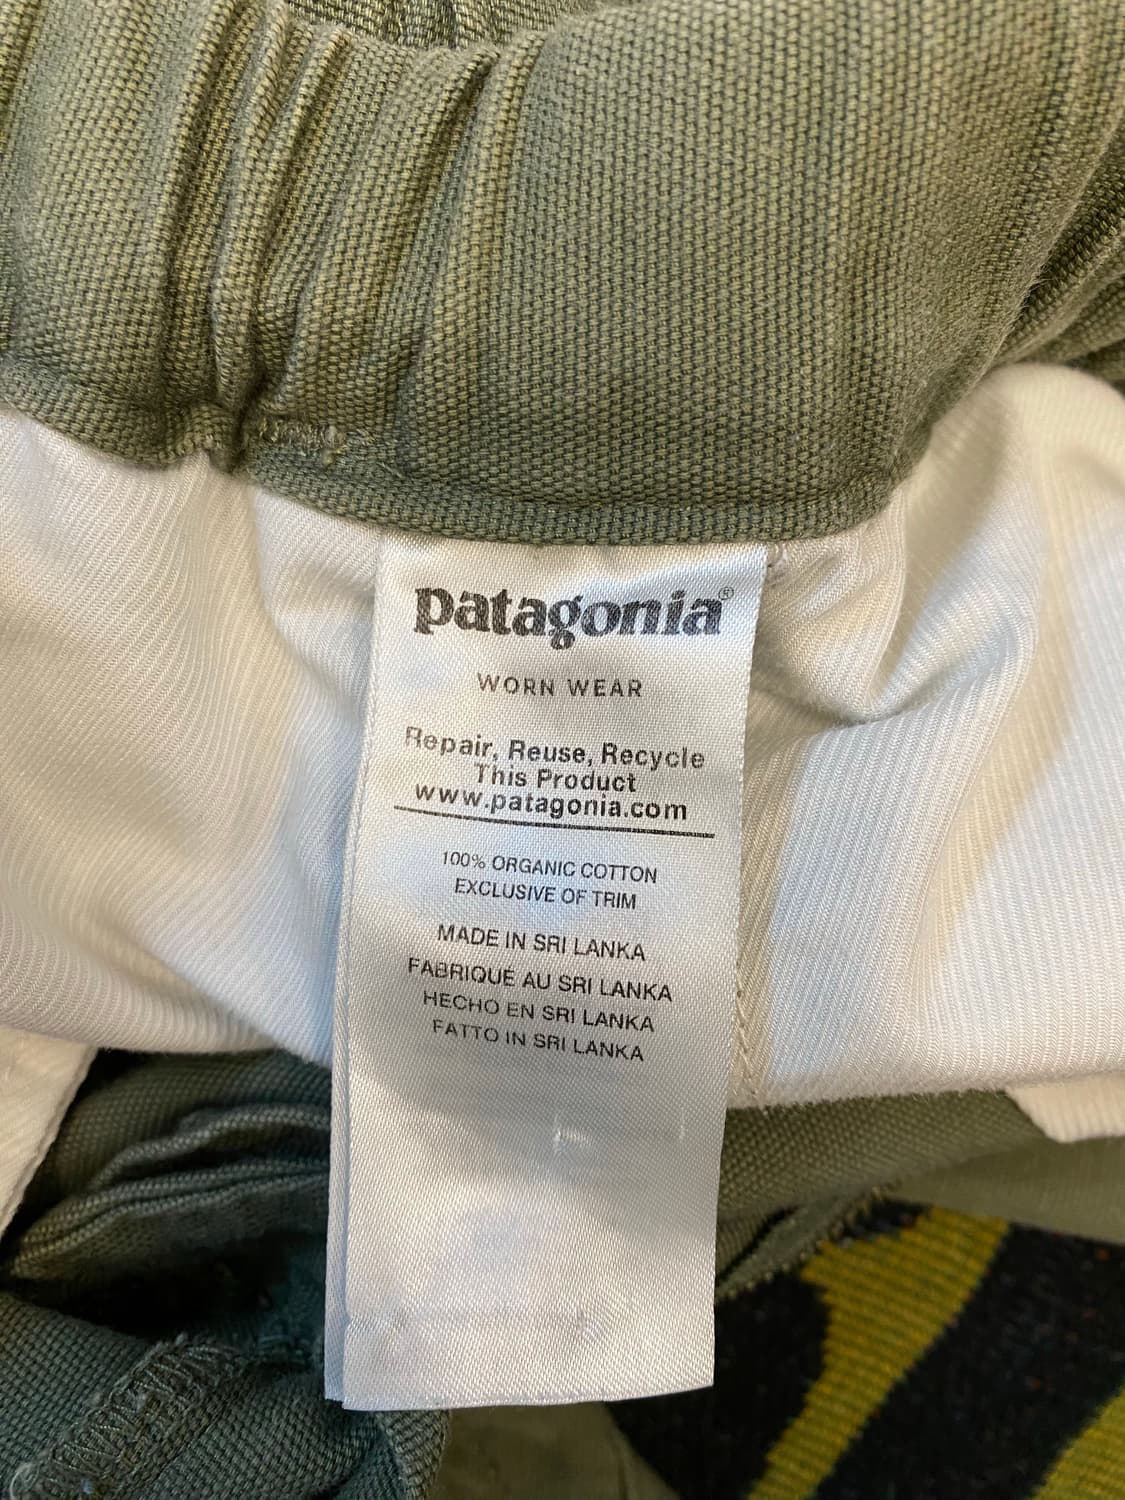 patagonia®
WORN WEAR
Repair, Reuse, Recycle
This Product
www.patagonia.com
100% ORGANIC COTTON
EXCLUSIVE OF TRIM
MADE IN SRI LANKA
FABRIQUÉ AU SRI LANKA
HECHO EN SRI LANKA
FATTO IN SRI LANKA